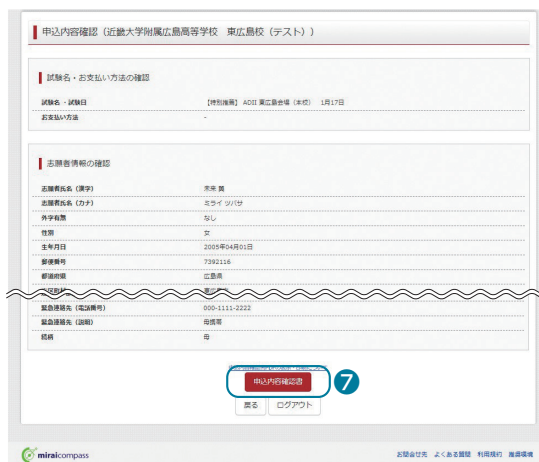 申込内容確認（近畿大学附属広島高等学校　東広島校（テスト））
試験名・お支払い方法の確認
試験名・試験日 【特別推薦】 ADII 東広島会場（本校） 1月17日
お支払い方法 -
志願者情報の確認
志願者氏名（漢字） 未来 翼
志願者氏名（カナ） ミライ ツバサ
外字有無 なし
性別 女
生年月日 2005年04月01日
郵便番号 7392116
都道府県 広島県
緊急連絡先（電話番号） 000-1111-2222
緊急連絡先（説明） 母携帯
続柄 母
申込内容確認書
7
戻る ログアウト
miraicompass
お問合せ先 よくある質問 利用規約 推奨環境